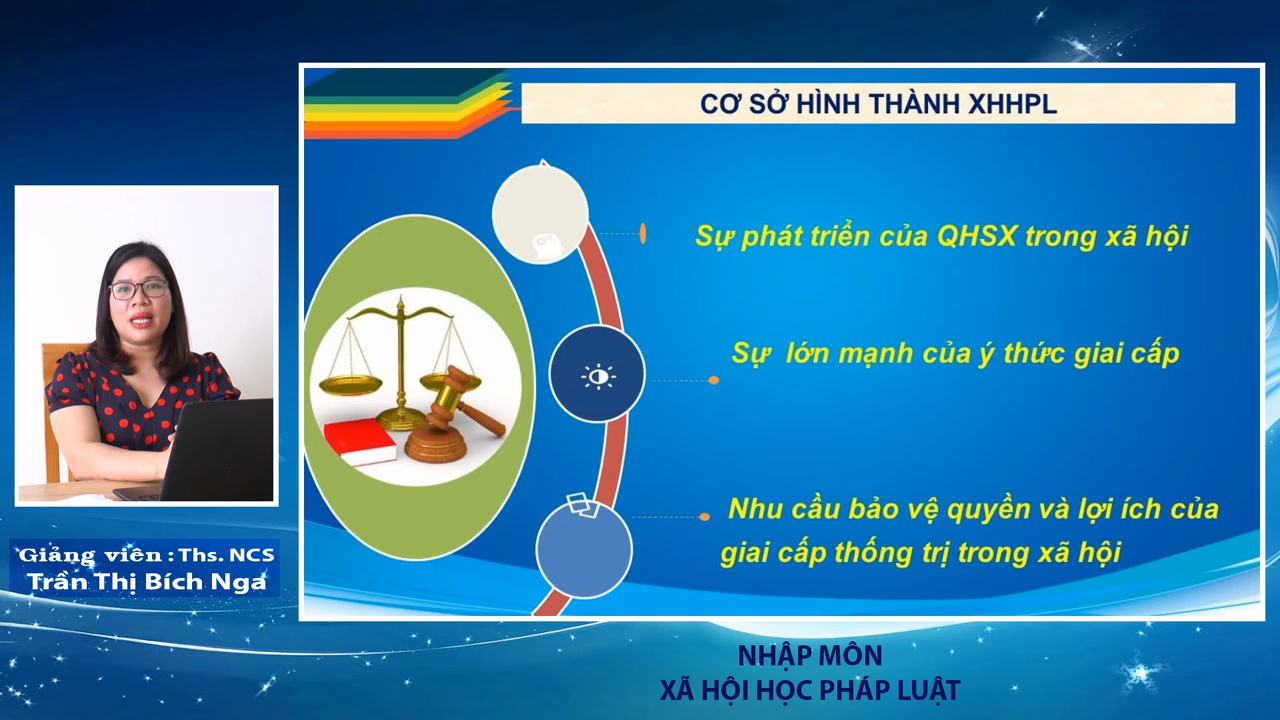 CƠ SỞ HÌNH THÀNH XHHPL
Sự phát triển của QHSX trong xã hội
Sự lớn mạnh của ý thức giai cấp
Nhu cầu bảo vệ quyền và lợi ích của
giai cấp thống trị trong xã hội
Giảng viên : Ths. NCS
Trần Thị Bích Nga
NHẬP MÔN
XÃ HỘI HỌC PHÁP LUẬT